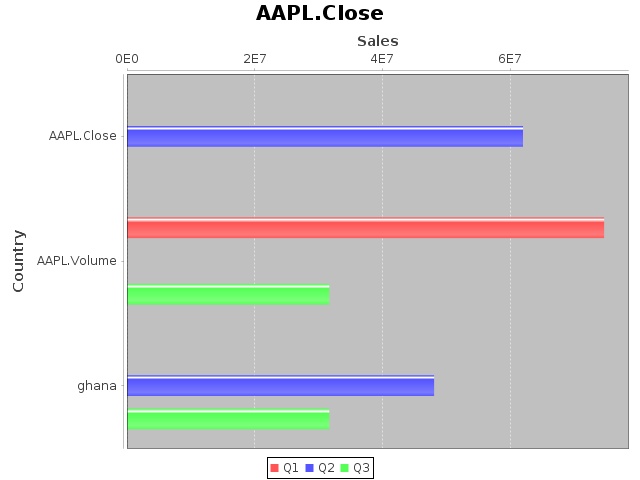 AAPL.Close
Sales
0E0 2E7 4E7 6E7
AAPL.Close
AAPL.Volume
ghana
Country
Q1 Q2 Q3